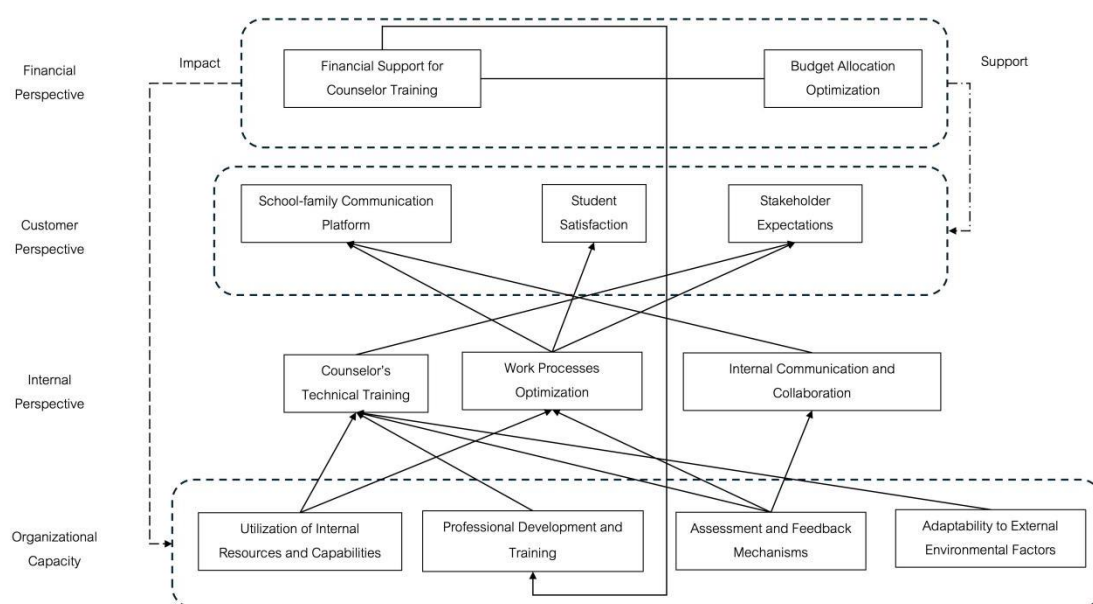 Financial
Perspective
Impact
Financial Support for
Counselor Training
Budget Allocation
Optimization
Support
Customer
Perspective
School-family Communication
Platform
Student
Satisfaction
Stakeholder
Expectations
Internal
Perspective
Counselor's
Technical Training
Work Processes
Optimization
Internal Communication and
Collaboration
Organizational
Capacity
Utilization of Internal
Resources and Capabilities
Professional Development and
Training
Assessment and Feedback
Mechanisms
Adaptability to External
Environmental Factors